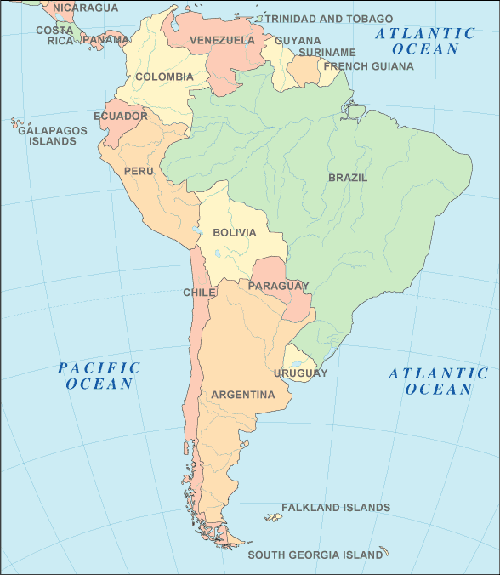 NICARAGUA
TRINIDAD AND TOBAGO
COSTA
RICA
PANAMA
VENEZUELA
GUYANA
ATLANTIC
OCEAN
SURINAME
FRENCH GUIANA
COLOMBIA
ECUADOR
GALAPAGOS
ISLANDS
PERU
BRAZIL
BOLIVIA
CHILE
PARAGUAY
PACIFIC
OCEAN
URUGUAY
ATLANTIC
OCEAN
ARGENTINA
FALKLAND ISLANDS
SOUTH GEORGIA ISLAND